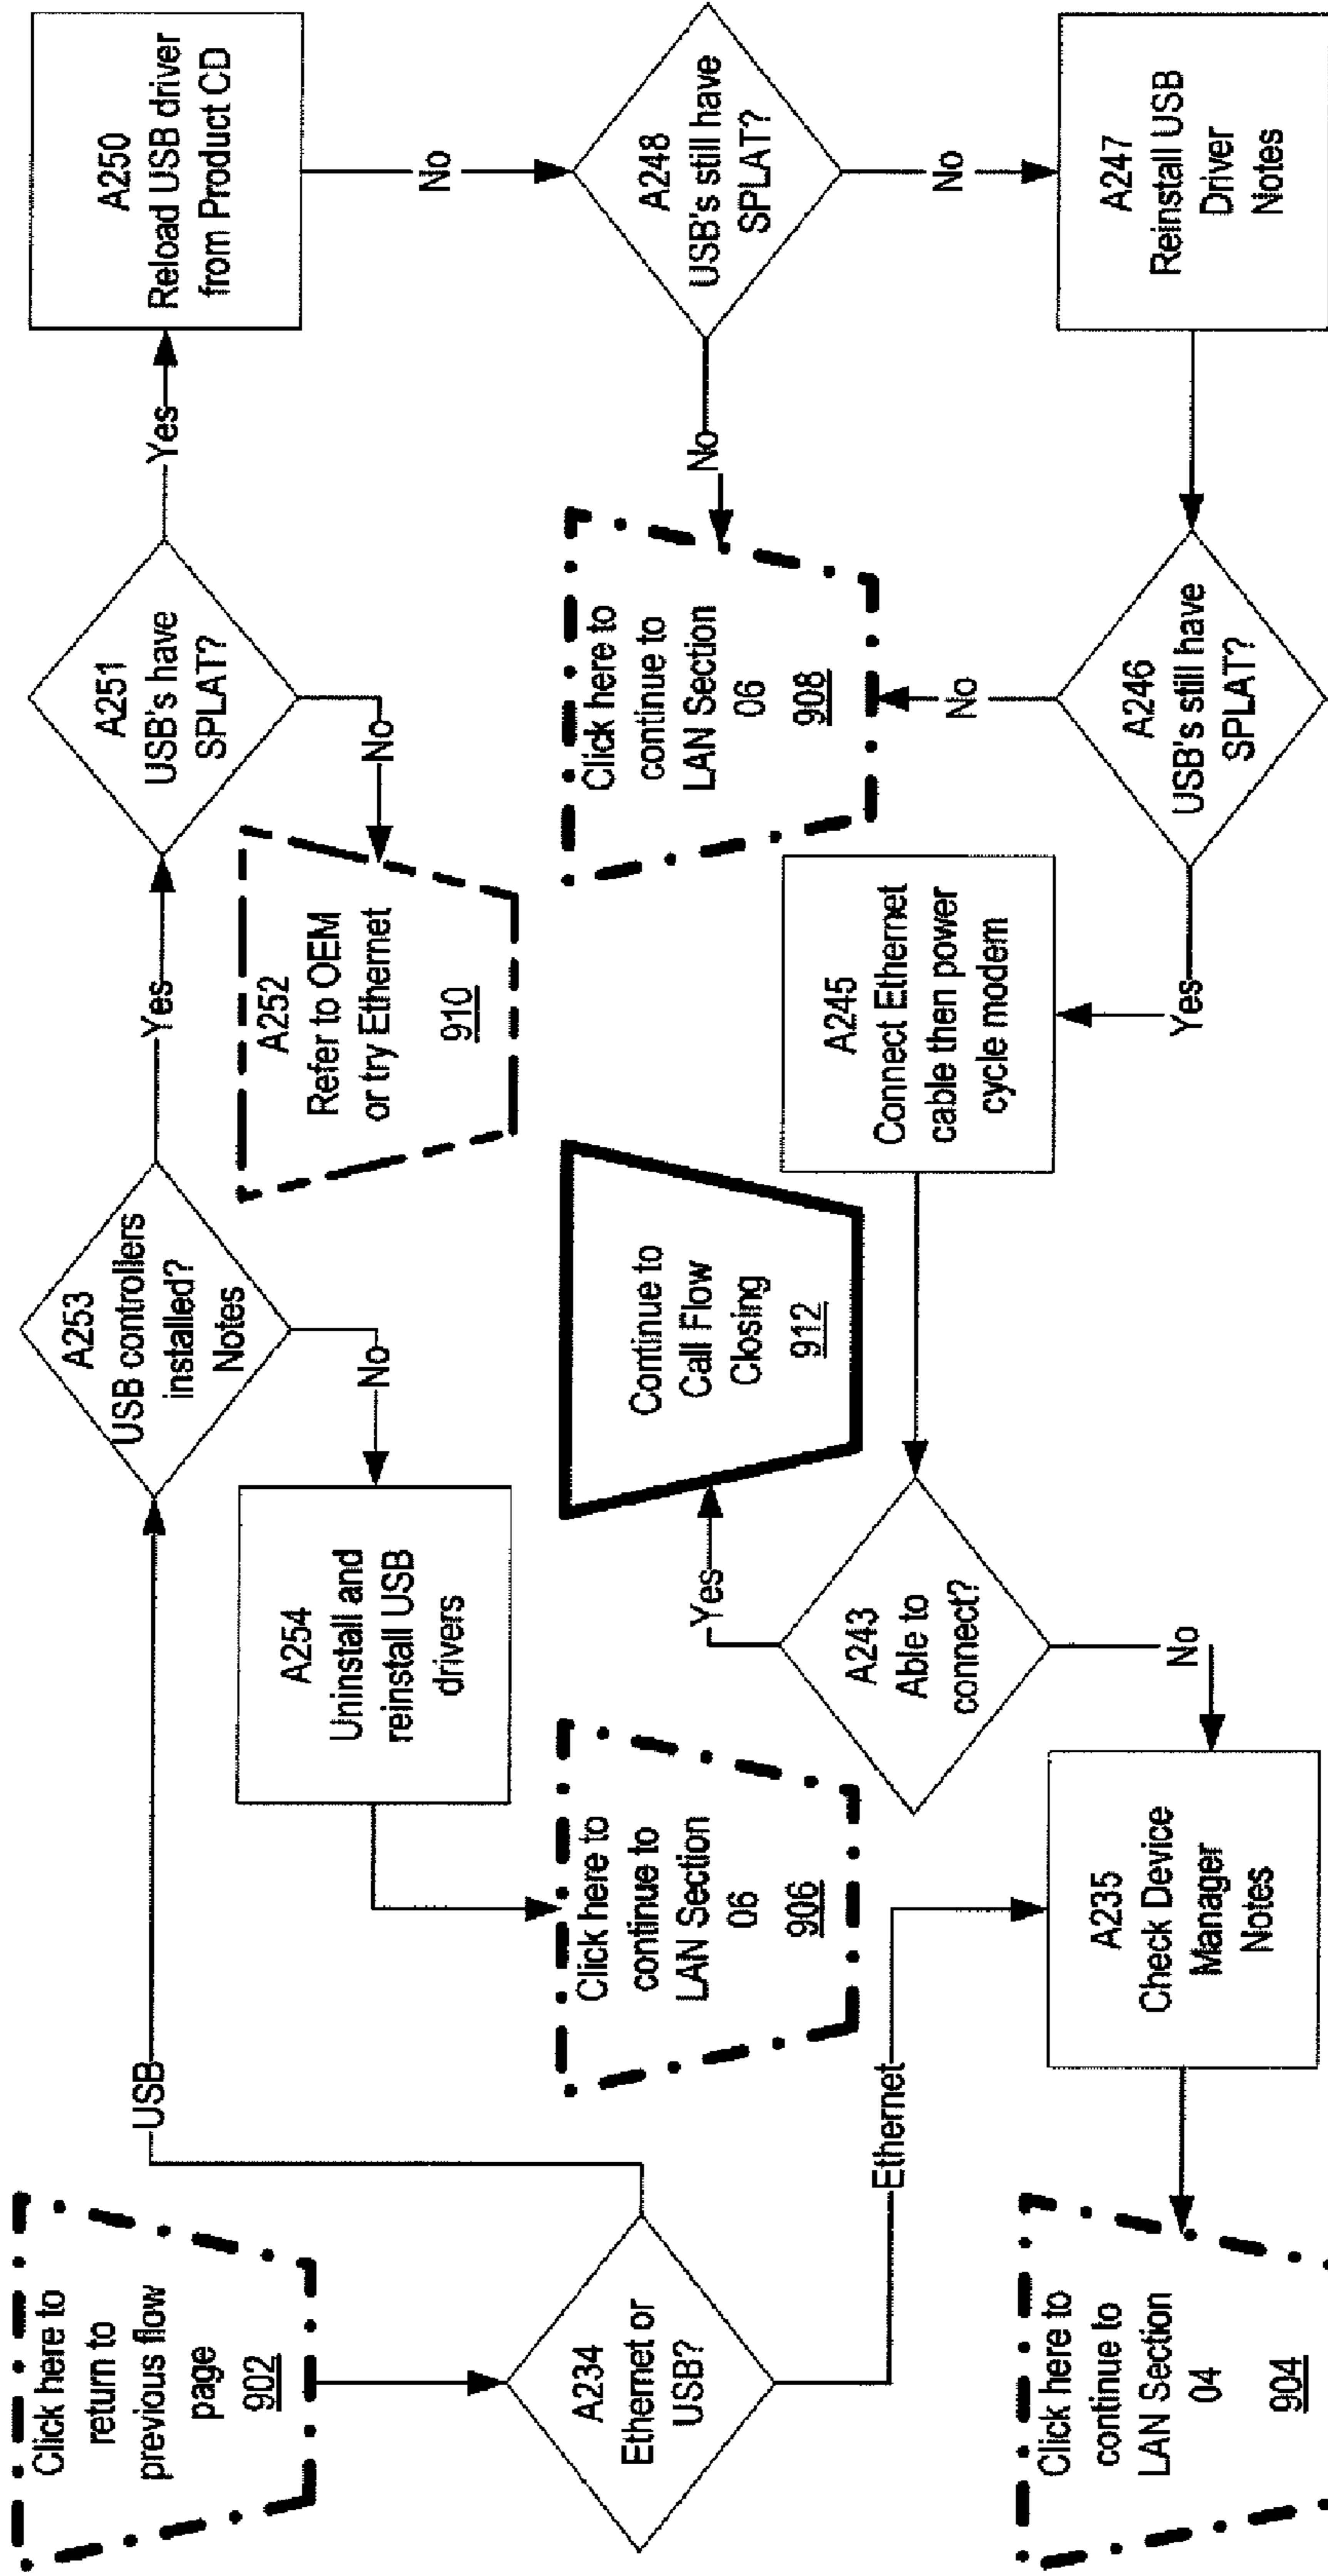 Click here to
return to
previous flow
page
902
USB
A253
USB controllers
installed?
Notes
Yes
A251
USB's have
SPLAT?
Yes
A250
Reload USB driver
from Product CD
No
A254
Uninstall and
reinstall USB
drivers
A252
Refer to OEM
or try Ethernet
910
No
No
A234
Ethernet or
USB?
Click here to
continue to
LAN Section
06
906
Continue to
Call Flow
Closing
912
Click here to
continue to
LAN Section
06
908
No
A248
USB's still have
SPLAT?
Yes
Ethernet
A243
Able to
connect?
A245
Connect Ethernet
cable then power
cycle modem
No
No
Click here to
continue to
LAN Section
04
904
A235
Check Device
Manager
Notes
No
Yes
A246
USB's still have
SPLAT?
A247
Reinstall USB
Driver
Notes